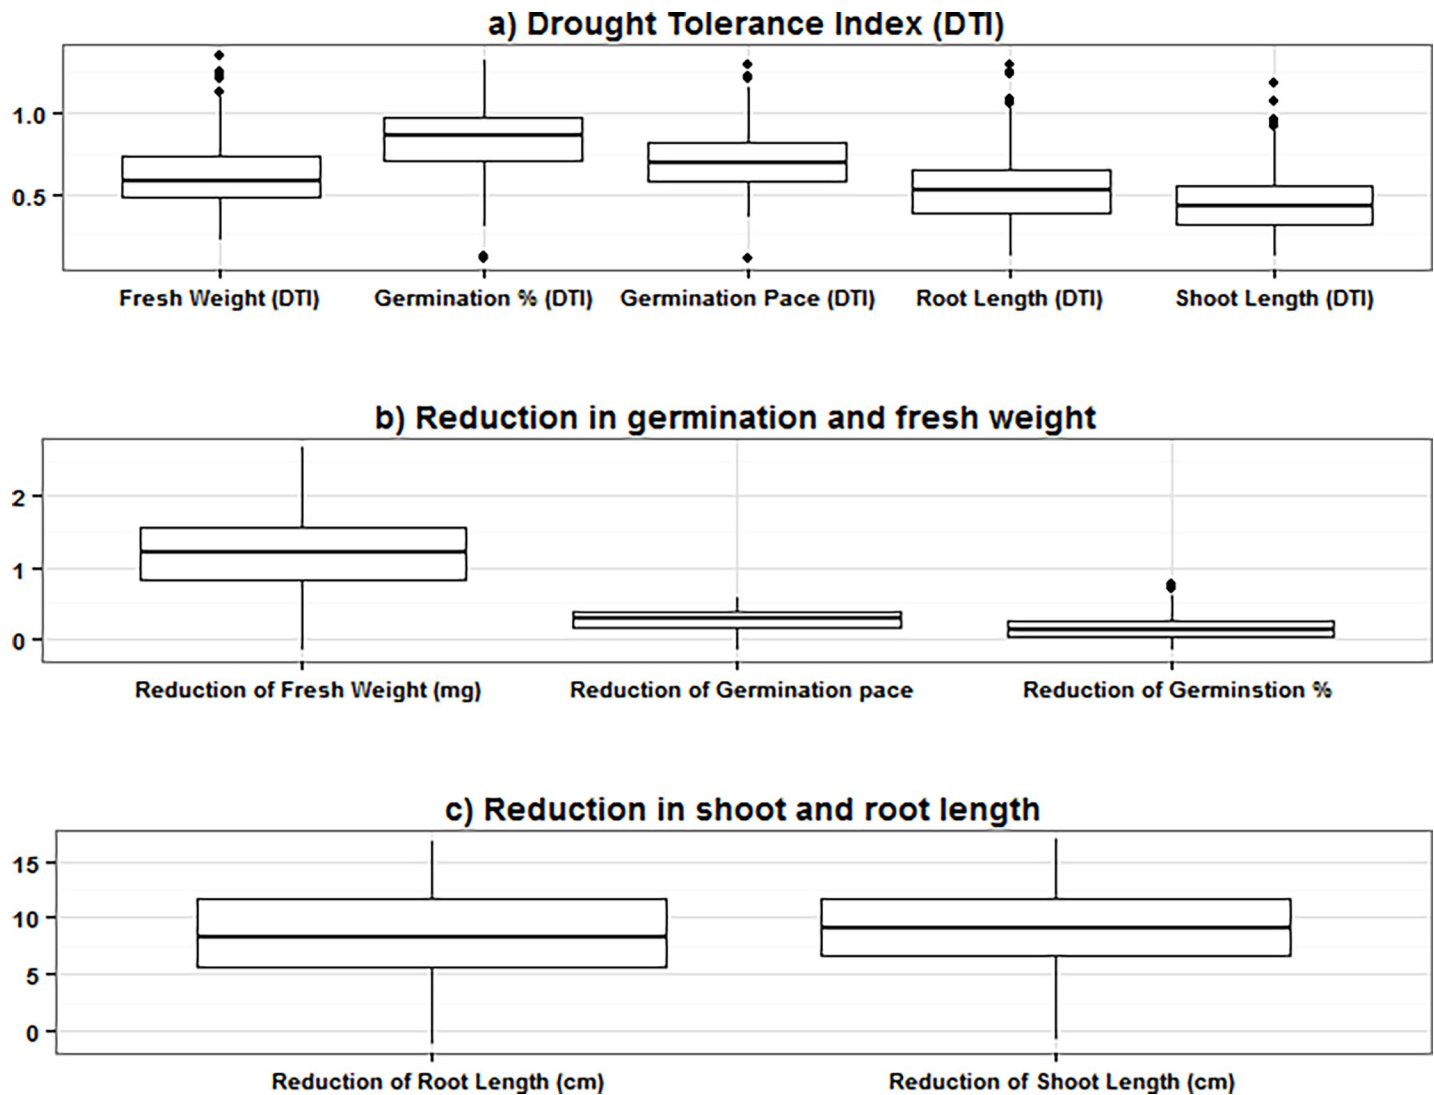 a) Drought Tolerance Index (DTI)
1.0
0.5
Fresh Weight (DTI) Germination % (DTI) Germination Pace (DTI) Root Length (DTI) Shoot Length (DTI)
b) Reduction in germination and fresh weight
2
1
0
Reduction of Fresh Weight (mg) Reduction of Germination pace Reduction of Germinstion %
c) Reduction in shoot and root length
15
10
5
0
Reduction of Root Length (cm) Reduction of Shoot Length (cm)